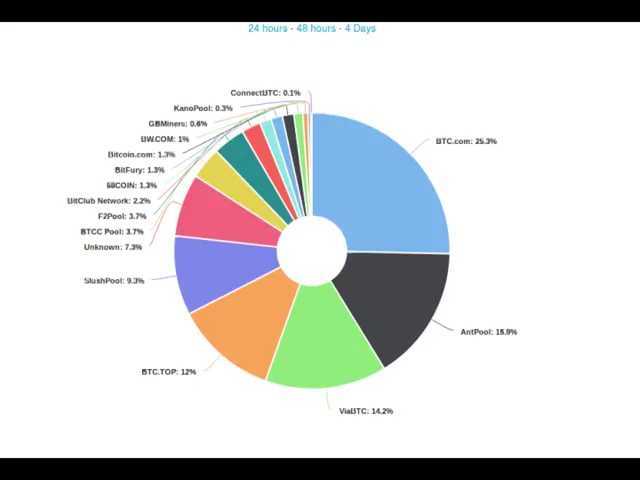 24 hours - 48 hours - 4 Days
ConnectBTC: 0.1%
KanoPool: 0.3%
GBMiners: 0.6%
BW.COM: 1%
Bitcoin.com: 1.3%
BitFury: 1.3%
58COIN: 1.3%
BitClub Network: 2.2%
F2Pool: 3.7%
BTCC Pool: 3.7%
Unknown: 7.3%
SlushPool: 9.3%
BTC.TOP: 12%
ViaBTC: 14.2%
AntPool: 15.9%
BTC.com: 25.3%